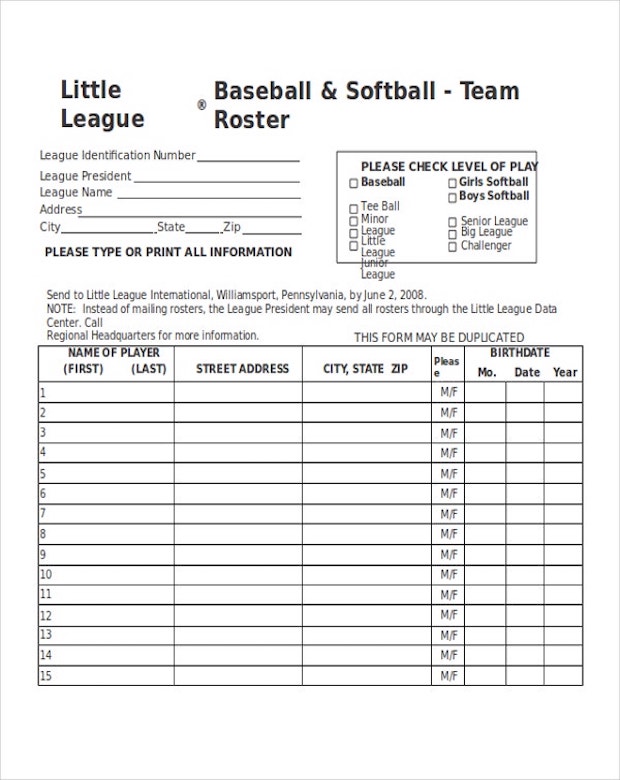 Little Baseball & Softball - Team
League ® Roster
League Identification Number
League President
League Name
Address
City State Zip
PLEASE TYPE OR PRINT ALL INFORMATION
PLEASE CHECK LEVEL OF PLAY
Baseball Girls Softball
Boys Softball
Tee Ball
Minor Senior League
League Big League
Little Challenger
League
Junior
League
Send to Little League International, Williamsport, Pennsylvania, by June 2, 2008.
NOTE: Instead of mailing rosters, the League President may send all rosters through the Little League Data
Center. Call
Regional Headquarters for more information. THIS FORM MAY BE DUPLICATED
NAME OF PLAYER BIRTHDATE
(FIRST) (LAST) STREET ADDRESS CITY, STATE ZIP Pleas
e Mo. Date Year
1 M/F
2 M/F
3 M/F
4 M/F
5 M/F
6 M/F
7 M/F
8 M/F
9 M/F
10 M/F
11 M/F
12 M/F
13 M/F
14 M/F
15 M/F